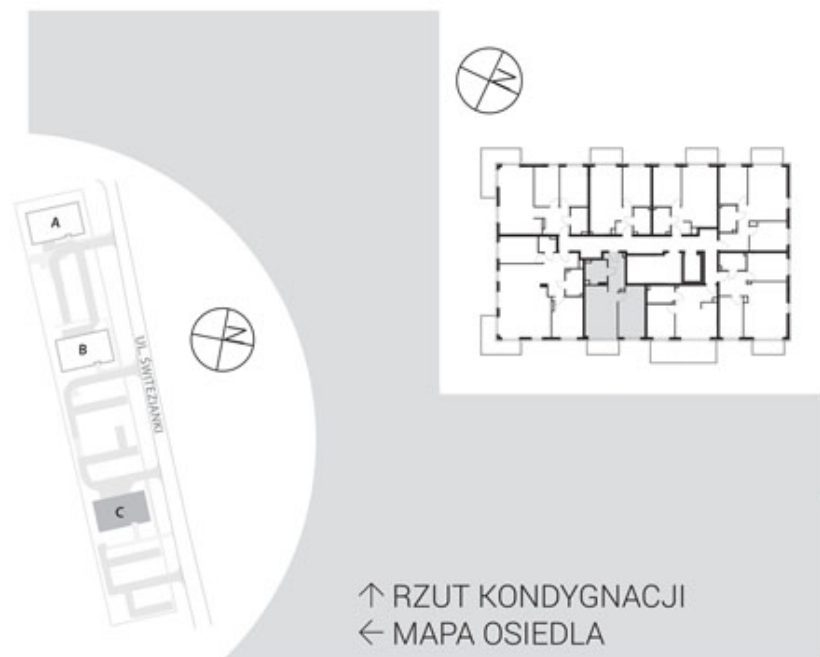 N
A
B
C
UL. ŚWITEZIANKI
N
↑ RZUT KONDYGNACJI
← MAPA OSIEDLA